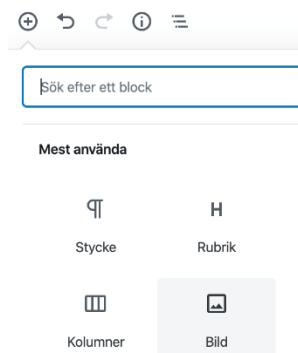 Sök efter ett block
Mest använda
Stycke
Rubrik
Kolumner
Bild